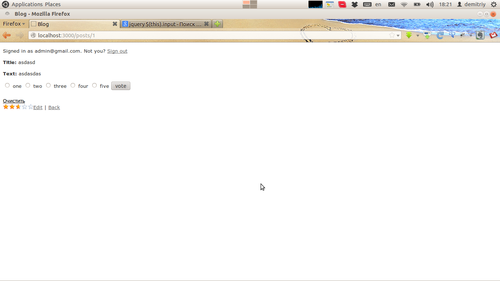 Applications Places en 18:21 demitriy
Blog - Mozilla Firefox
Firefox Blog jquery $(this).input - Поиск
localhost:3000/posts/1
Signed in as admin@gmail.com. Not you? Sign out
Title: asdasd
Text: asdasdas
one two three four five vote
Очистить
Edit | Back